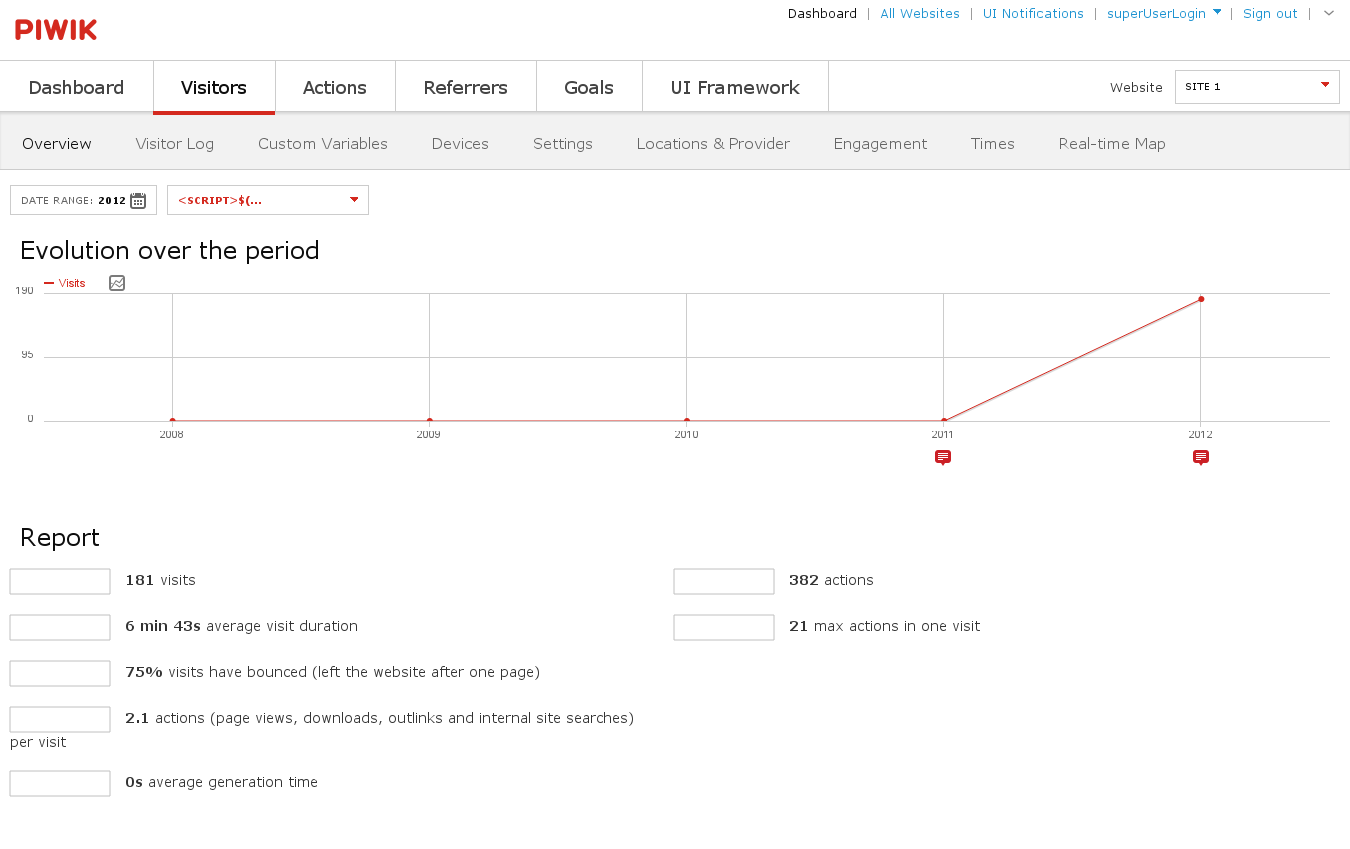 Dashboard | All Websites | UI Notifications | superUserLogin | Sign out |
PIWIK
Dashboard Visitors Actions Referrers Goals UI Framework Website SITE 1
Overview Visitor Log Custom Variables Devices Settings Locations & Provider Engagement Times Real-time Map
DATE RANGE: 2012 <SCRIPT>$(...
Evolution over the period
Visits
190
95
0
2008 2009 2010 2011 2012
Report
181 visits
382 actions
6 min 43s average visit duration
21 max actions in one visit
75% visits have bounced (left the website after one page)
2.1 actions (page views, downloads, outlinks and internal site searches)
per visit
0s average generation time